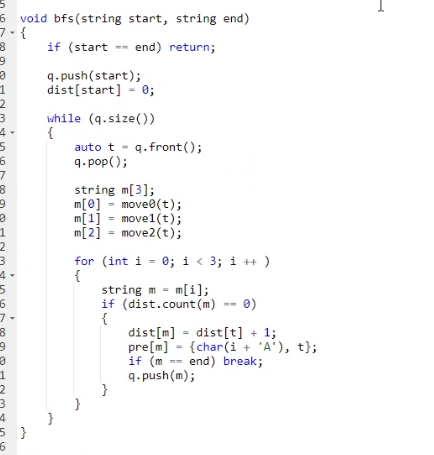 5
6 void bfs(string start, string end)
7 {
8 if (start == end) return;
9
0 q.push(start);
1 dist[start] = 0;
2
3 while (q.size())
4 {
5 auto t = q.front();
6 q.pop();
7
8 string m[3];
9 m[0] = move0(t);
0 m[1] = move1(t);
1 m[2] = move2(t);
2
3 for (int i = 0; i < 3; i ++ )
4 {
5 string m = m[i];
6 if (dist.count(m) == 0)
7 {
8 dist[m] = dist[t] + 1;
9 pre[m] = {char(i + 'A'), t};
0 if (m == end) break;
1 q.push(m);
2 }
3 }
4 }
5 }
6